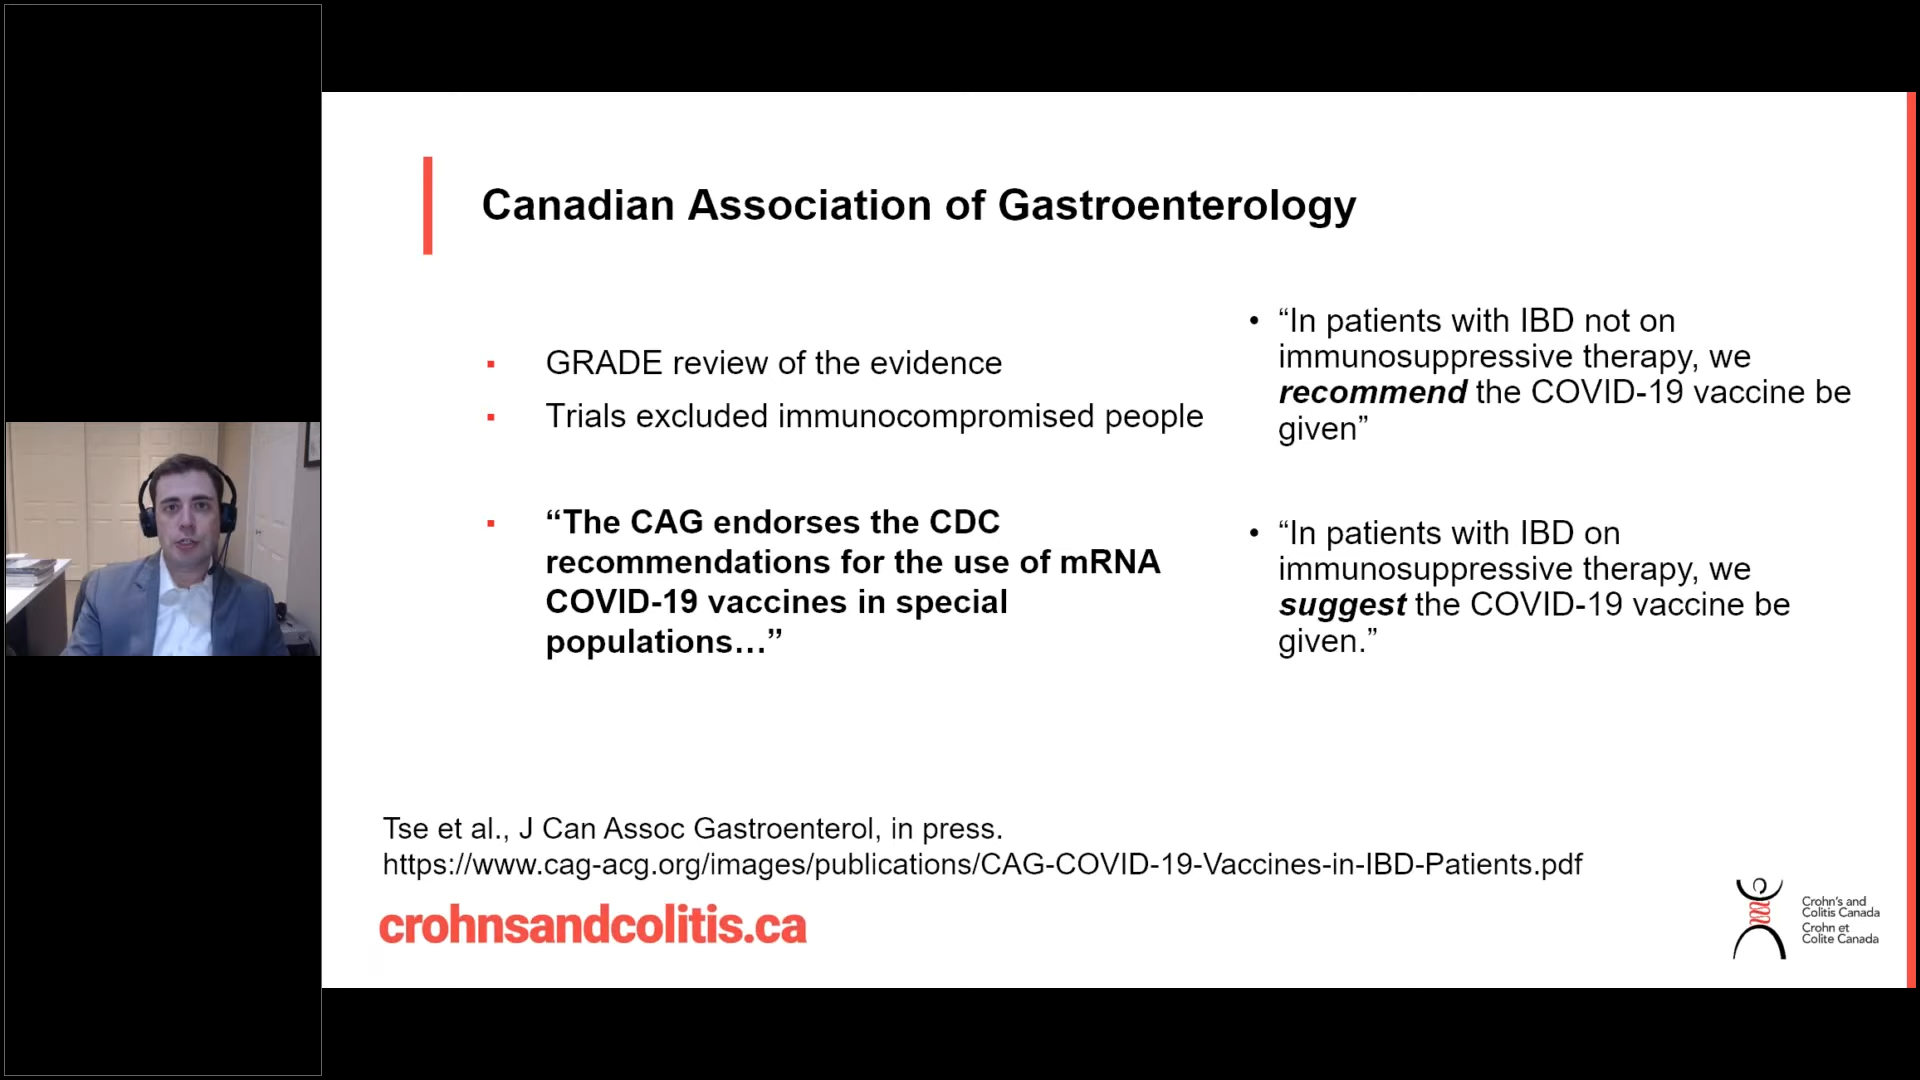 Canadian Association of Gastroenterology
GRADE review of the evidence
Trials excluded immunocompromised people
“The CAG endorses the CDC
recommendations for the use of mRNA
COVID-19 vaccines in special
populations…”
“In patients with IBD not on
immunosuppressive therapy, we
recommend the COVID-19 vaccine be
given”
“In patients with IBD on
immunosuppressive therapy, we
suggest the COVID-19 vaccine be
given.”
Tse et al., J Can Assoc Gastroenterol, in press.
https://www.cag-acg.org/images/publications/CAG-COVID-19-Vaccines-in-IBD-Patients.pdf
crohnsandcolitis.ca
Crohn's and
Colitis Canada
Crohn et
Colite Canada